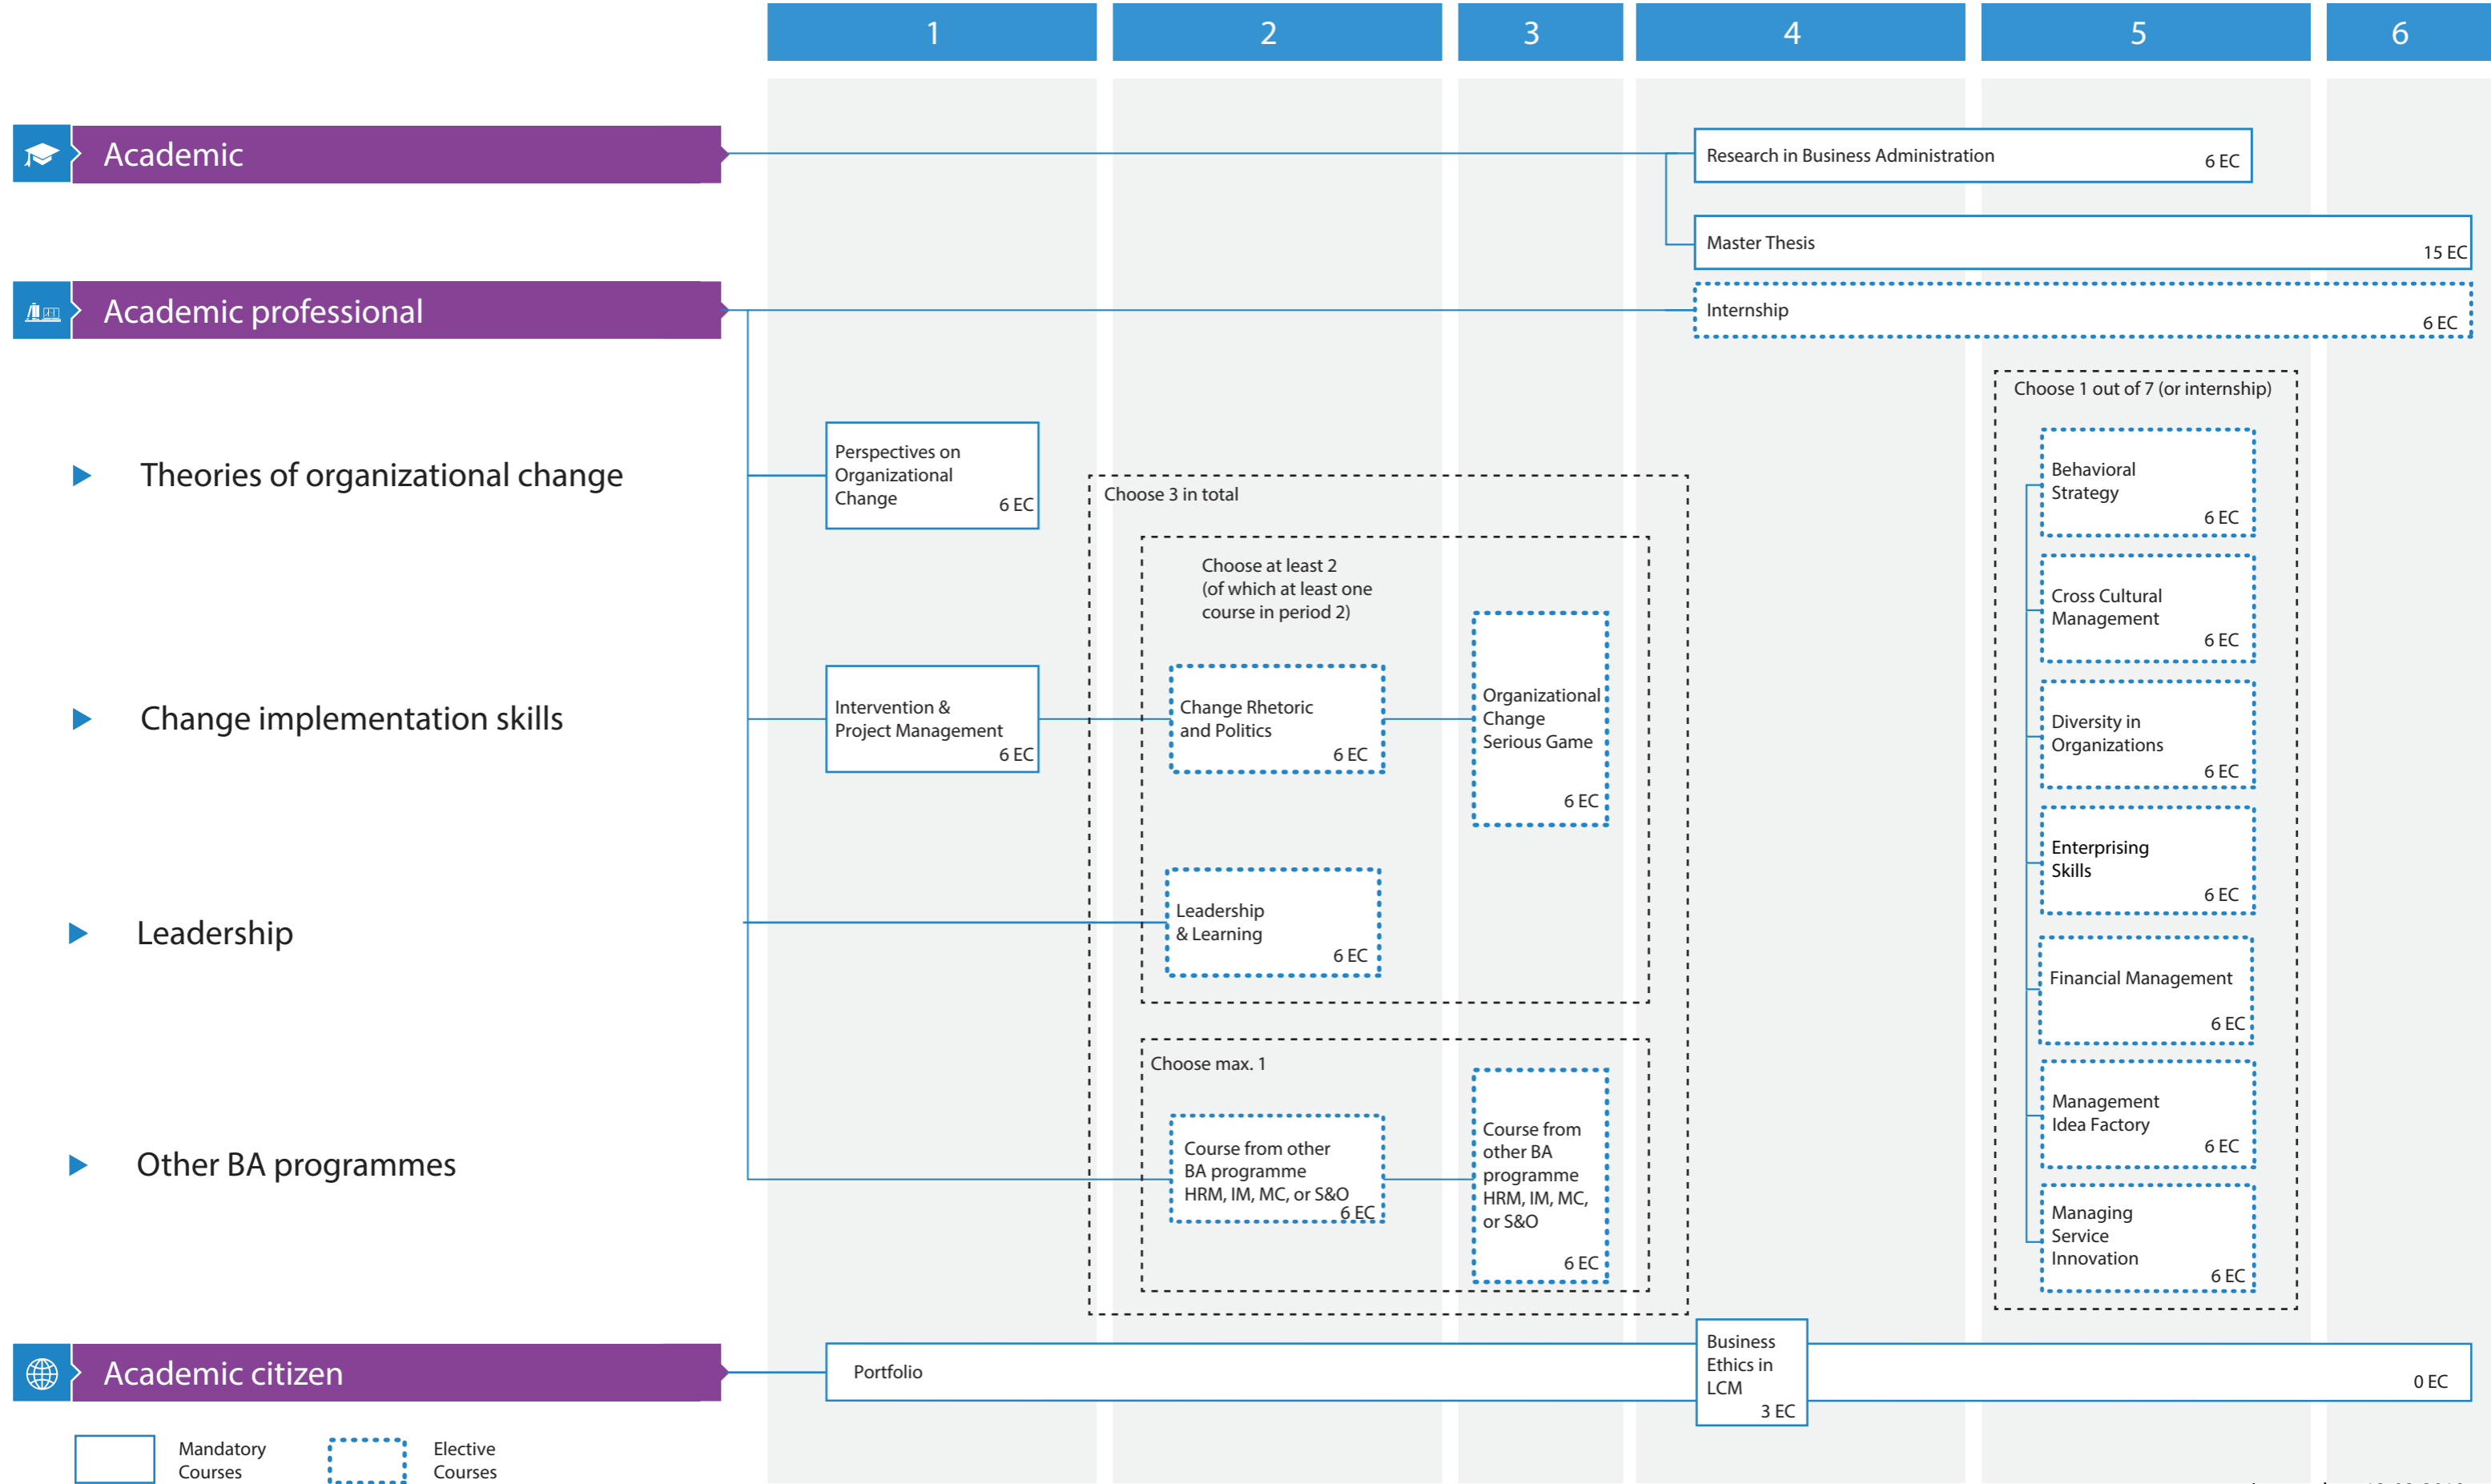 1 2 3 4 5 6
Academic
Research in Business Administration
6 EC
Master Thesis
15 EC
Academic professional
Internship
6 EC
Choose 1 out of 7 (or internship)
Theories of organizational change
Perspectives on
Organizational
Change
6 EC
Choose 3 in total
Choose at least 2
(of which at least one
course in period 2)
Behavioral
Strategy
6 EC
Cross Cultural
Management
6 EC
Change implementation skills
Intervention &
Project Management
6 EC
Change Rhetoric
and Politics
6 EC
Organizational
Change
Serious Game
6 EC
Diversity in
Organizations
6 EC
Enterprising
Skills
6 EC
Leadership
Leadership
& Learning
6 EC
Financial Management
6 EC
Choose max. 1
Other BA programmes
Course from other
BA programme
HRM, IM, MC, or S&O
6 EC
Course from
other BA
programme
HRM, IM, MC,
or S&O
6 EC
Management
Idea Factory
6 EC
Managing
Service
Innovation
6 EC
Academic citizen
Portfolio
Business
Ethics in
LCM
3 EC
0 EC
Mandatory
Courses
Elective
Courses